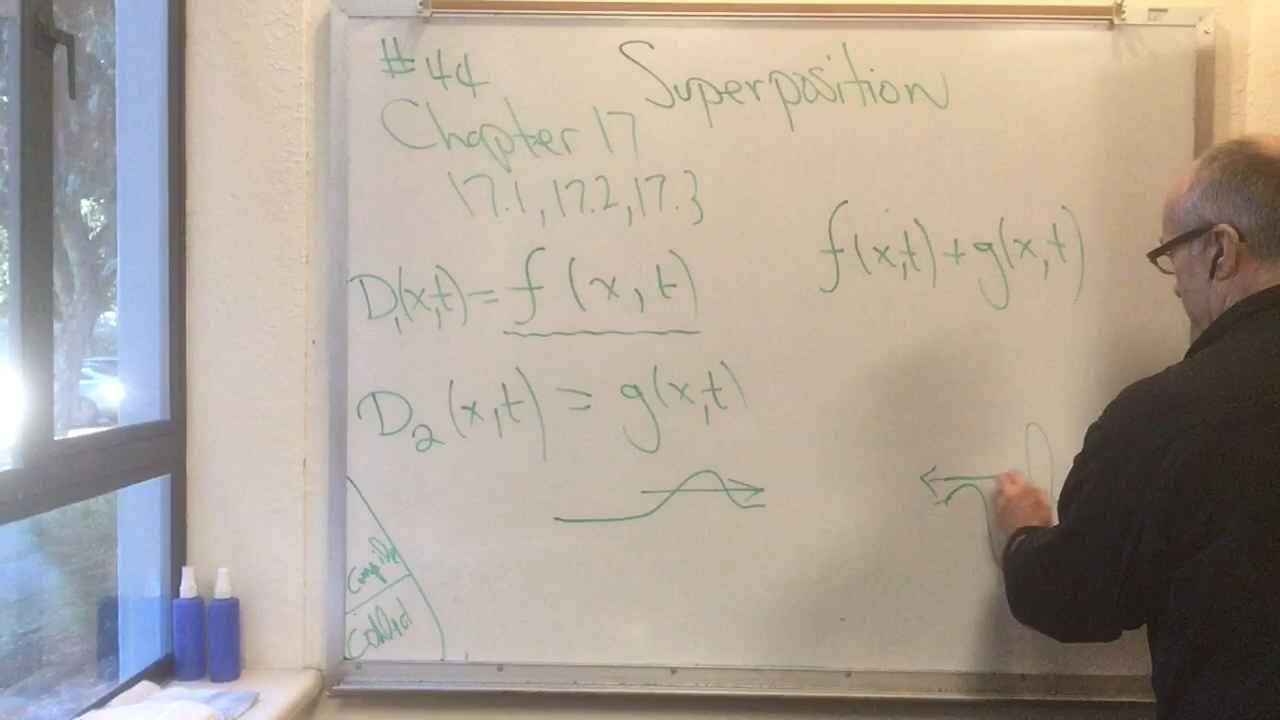 #44
Superposition
Chapter 17
17.1, 17.2, 17.3
f(x,t)+g(x,t)
D₁(x,t)=f(x,t)
D₂(x,t)=g(x,t)